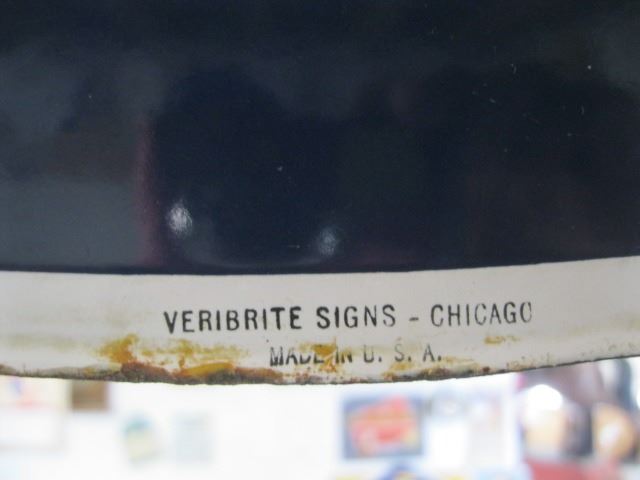 VERIBRITE SIGNS - CHICAGO
MADE IN U. S. A.